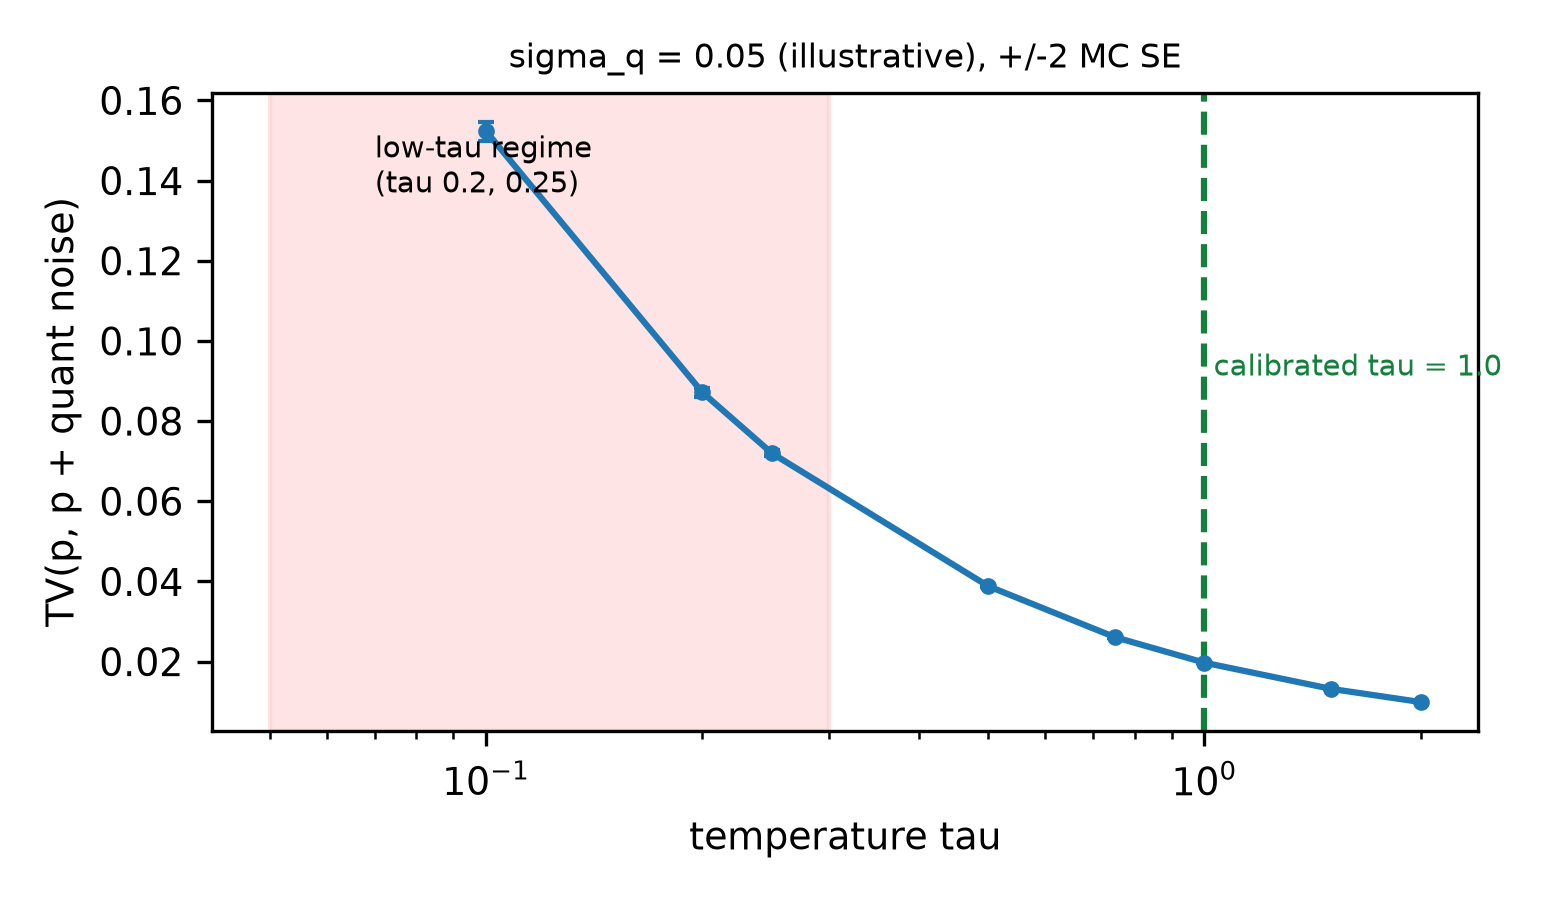 sigma_q = 0.05 (illustrative), +/-2 MC SE
0.16
0.14
0.12
0.10
0.08
0.06
0.04
0.02
TV(p, p + quant noise)
low-tau regime
(tau 0.2, 0.25)
calibrated tau = 1.0
10⁻¹
10⁰
temperature tau